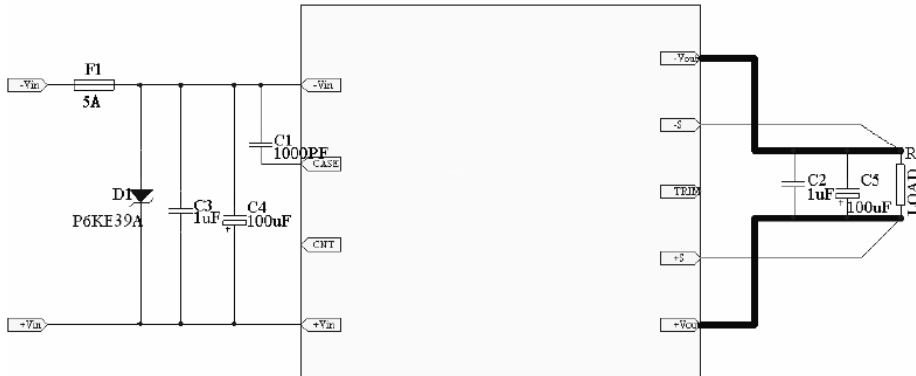 F1
-Vin
5A
-Vin
-Vout
-S
C1
1000PF
CASE
R
D1
P6KE39A
C3
1uF
C4
100uF
TRIM
C2
1uF
C5
100uF
LOAD
CNT
+S
+Vin
+Vin
+Vout